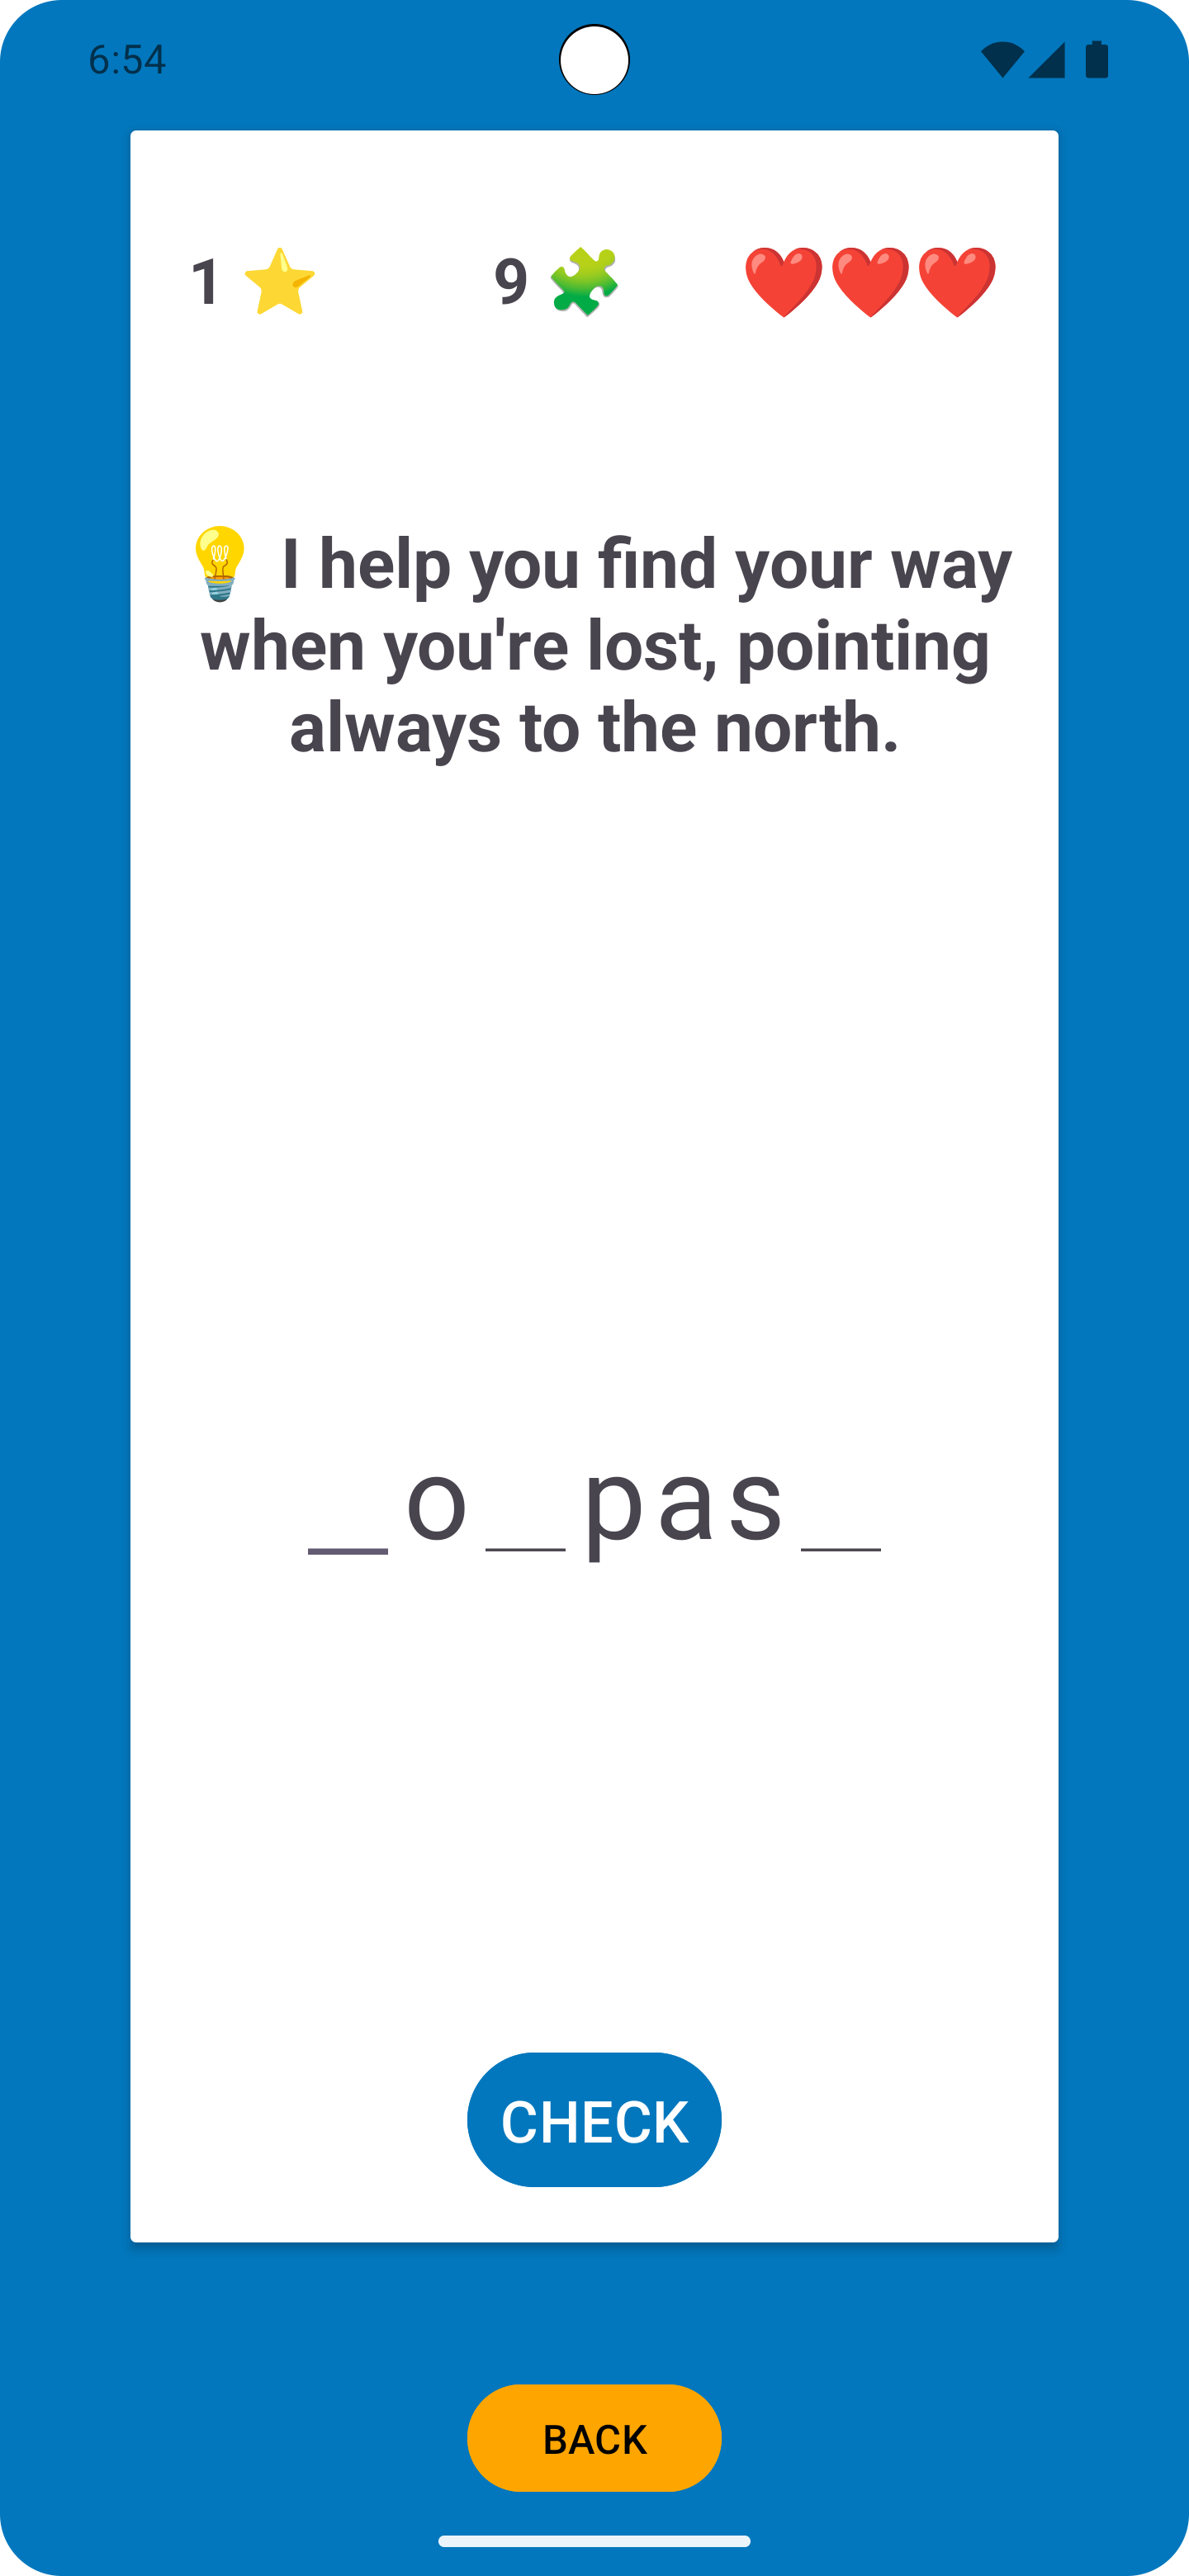 6:54
1 ⭐ 9 🧩 ❤️❤️❤️
💡 I help you find your way
when you're lost, pointing
always to the north.
_o_pas_
CHECK
BACK